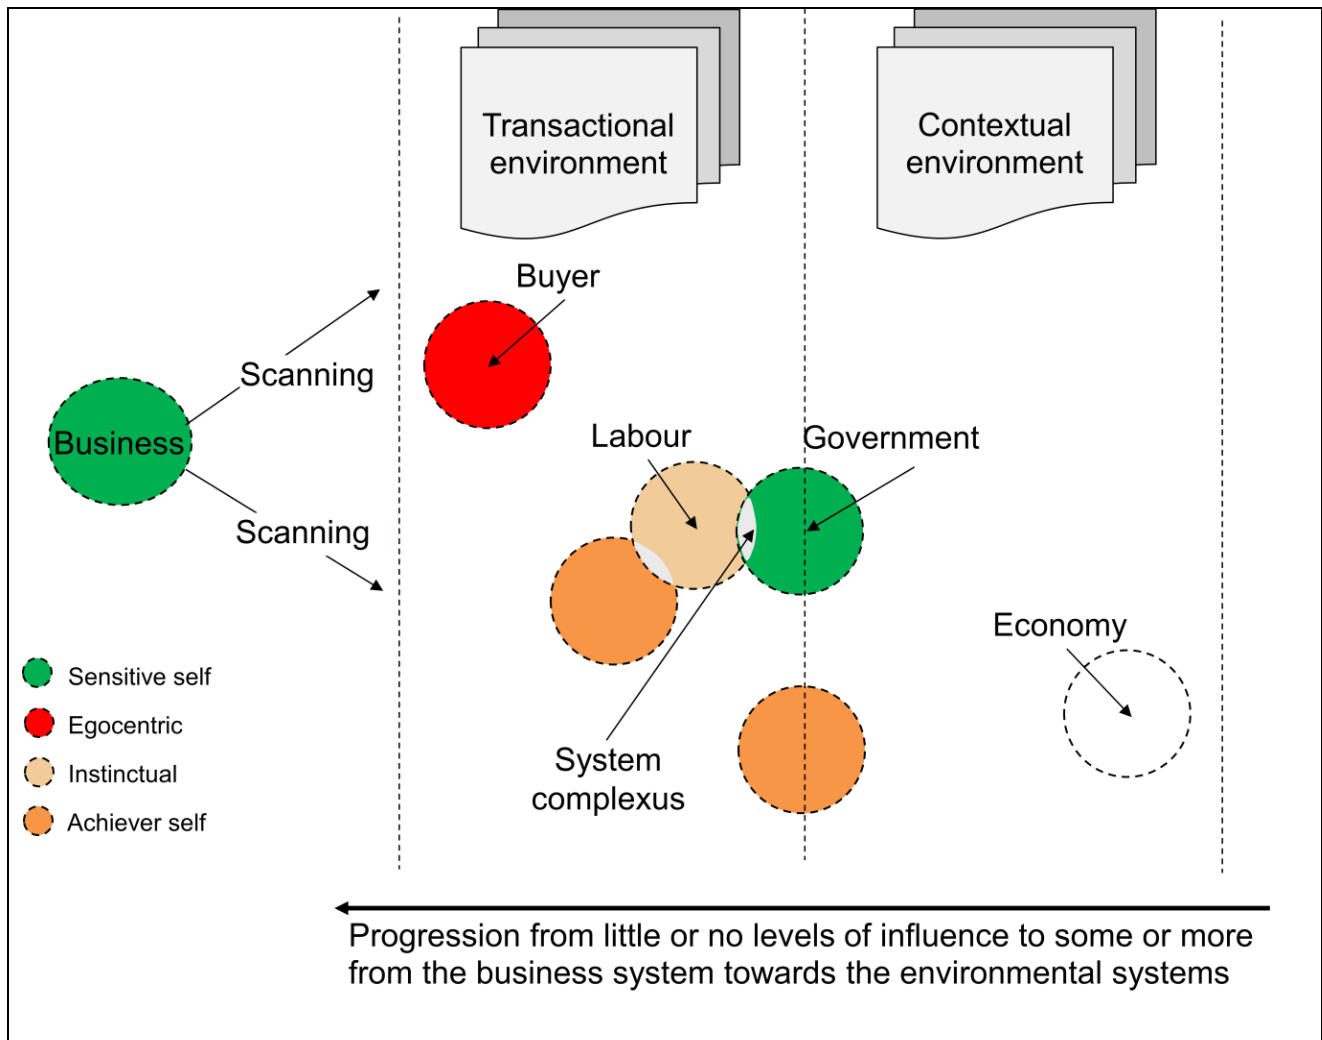 Transactional
environment
Contextual
environment
Buyer
Scanning
Business
Labour
Government
Scanning
Economy
Sensitive self
Egocentric
Instinctual
Achiever self
System
complexus
Progression from little or no levels of influence to some or more
from the business system towards the environmental systems